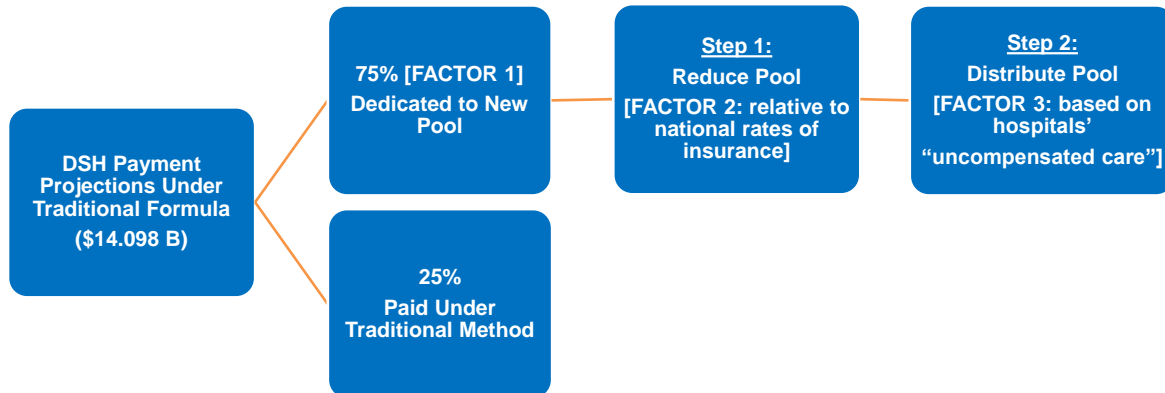 DSH Payment
Projections Under
Traditional Formula
($14.098 B)
75% [FACTOR 1]
Dedicated to New
Pool
25%
Paid Under
Traditional Method
Step 1:
Reduce Pool
[FACTOR 2: relative to
national rates of
insurance]
Step 2:
Distribute Pool
[FACTOR 3: based on
hospitals’
“uncompensated care”]